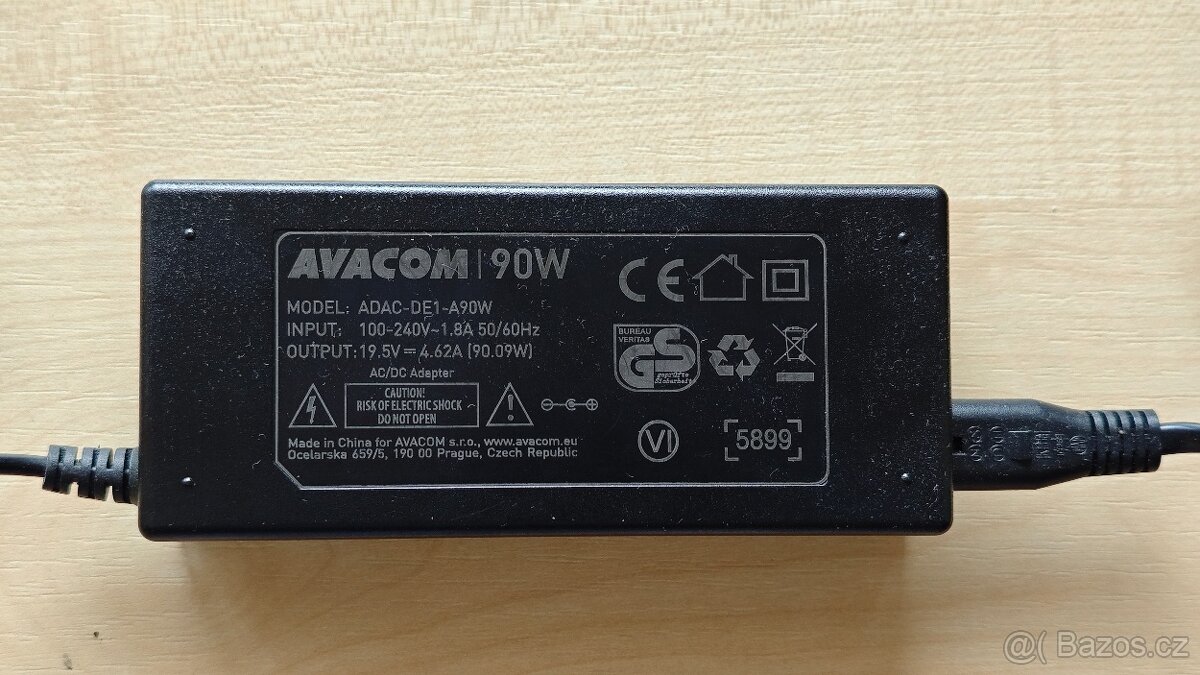 AVACOM | 90W
MODEL: ADAC-DE1-A90W
INPUT: 100-240V~1.8A 50/60Hz
OUTPUT: 19.5V⎓4.62A (90.09W)
AC/DC Adapter
CAUTION!
RISK OF ELECTRIC SHOCK
DO NOT OPEN
Made in China for AVACOM s.r.o., www.avacom.eu
Ocelarska 659/5, 190 00 Prague, Czech Republic
CE
BUREAU
VERITAS
GS
geprüfte
Sicherheit
VI
5899
@( Bazos.cz